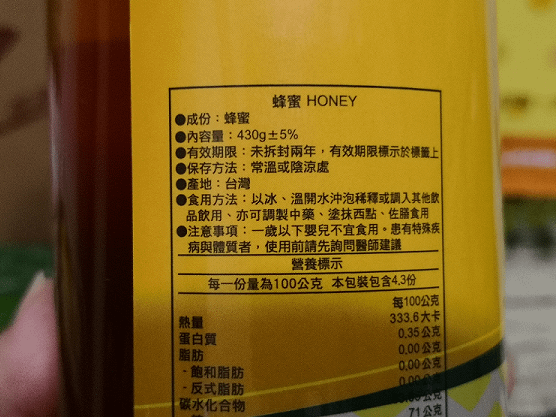 蜂蜜 HONEY
●成份：蜂蜜
●內容量：430g±5%
●有效期限：未拆封兩年，有效期限標示於標籤上
●保存方法：常溫或陰涼處
●產地：台灣
●食用方法：以冰、溫開水沖泡稀釋或調入其他飲
品飲用、亦可調製中藥、塗抹西點、佐膳食用
●注意事項：一歲以下嬰兒不宜食用。患有特殊疾
病與體質者，使用前請先詢問醫師建議
營養標示
每一份量為100公克 本包裝包含4.3份
每100公克
熱量 333.6大卡
蛋白質 0.35公克
脂肪 0.00公克
-飽和脂肪 0.00公克
-反式脂肪 0.00公克
碳水化合物
71公克